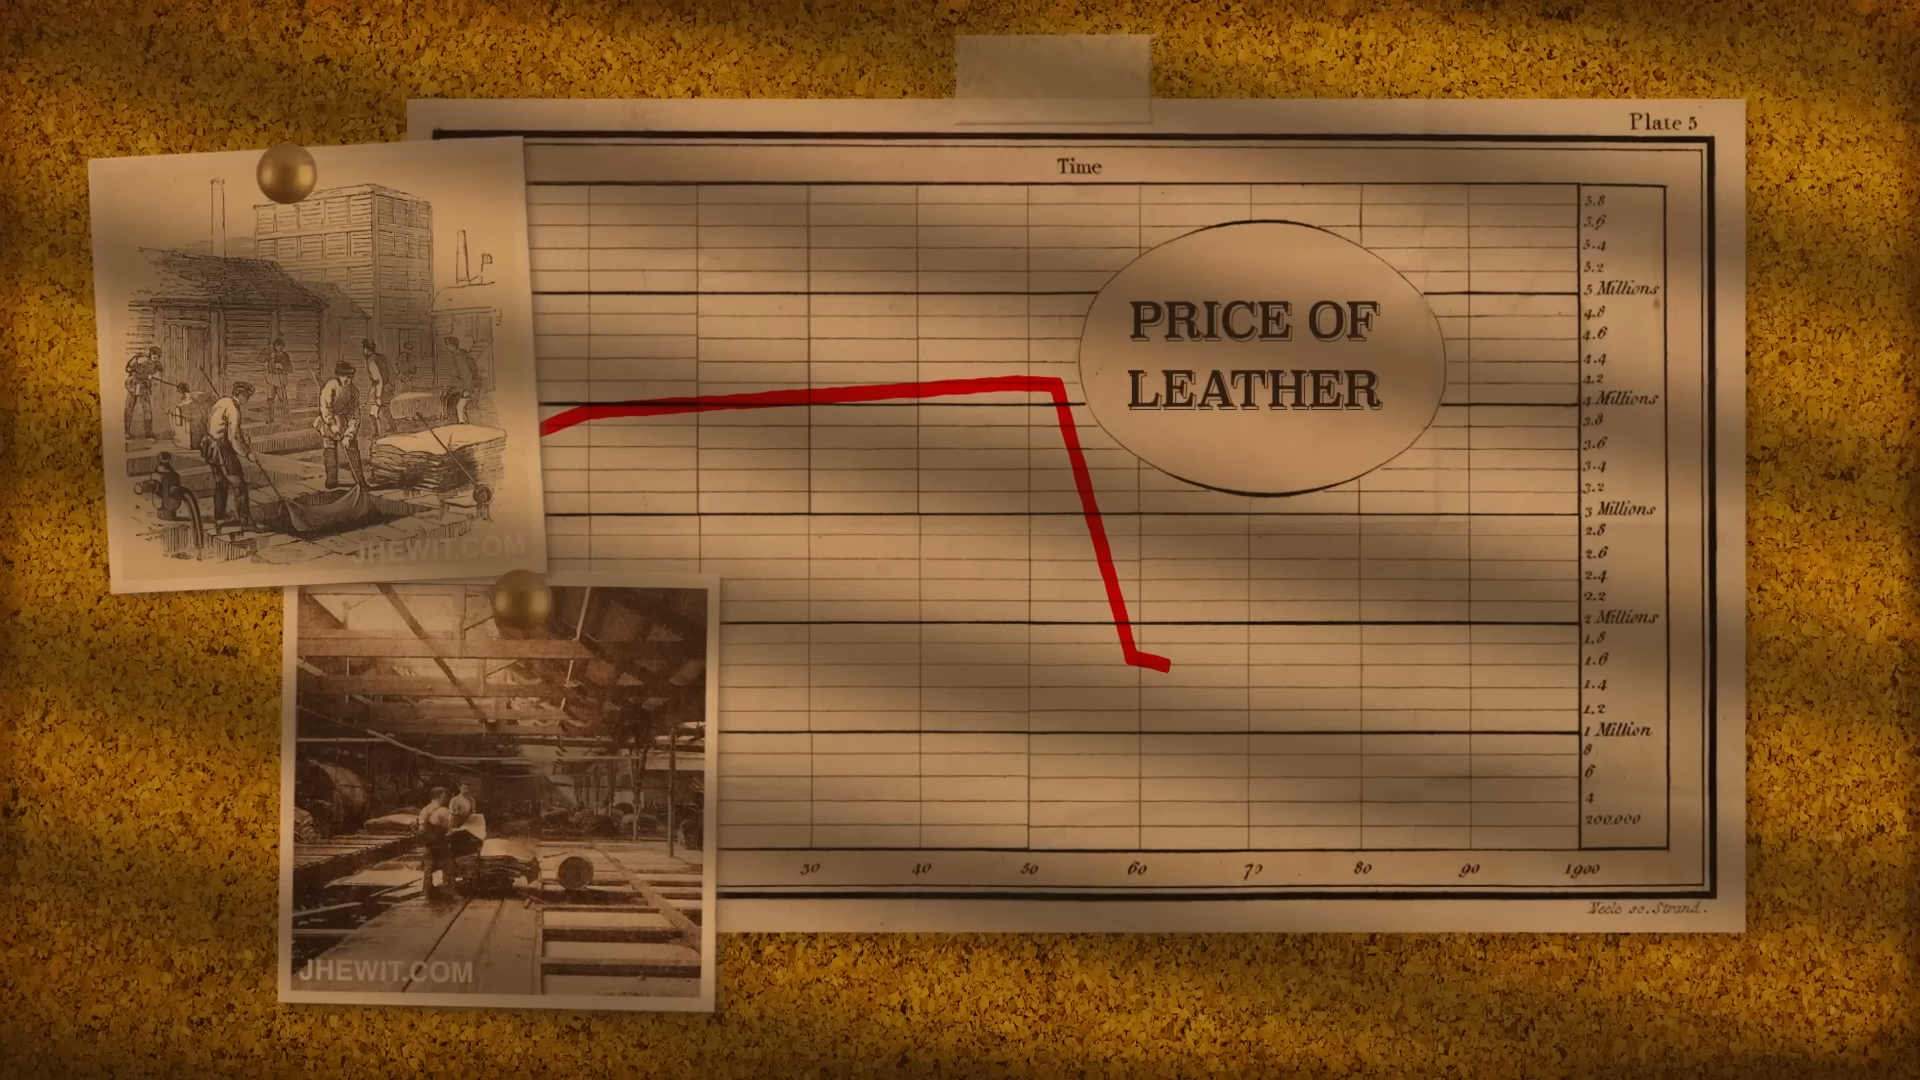 Plate 5
Time
5.8
5.6
5.4
5.2
5 Millions
4.8
4.6
4.4
4.2
4 Millions
3.8
3.6
3.4
3.2
3 Millions
2.8
2.6
2.4
2.2
2 Millions
1.8
1.6
1.4
1.2
1 Million
8
6
4
200,000
PRICE OF
LEATHER
30 40 50 60 70 80 90 1900
Neele sc. Strand.
JHEWIT.COM
JHEWIT.COM